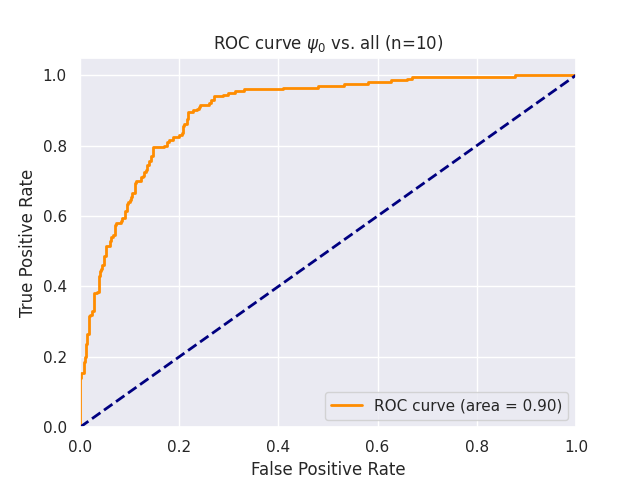 ROC curve ψ₀ vs. all (n=10)
True Positive Rate
1.0
0.8
0.6
0.4
0.2
0.0
0.0 0.2 0.4 0.6 0.8 1.0
False Positive Rate
ROC curve (area = 0.90)